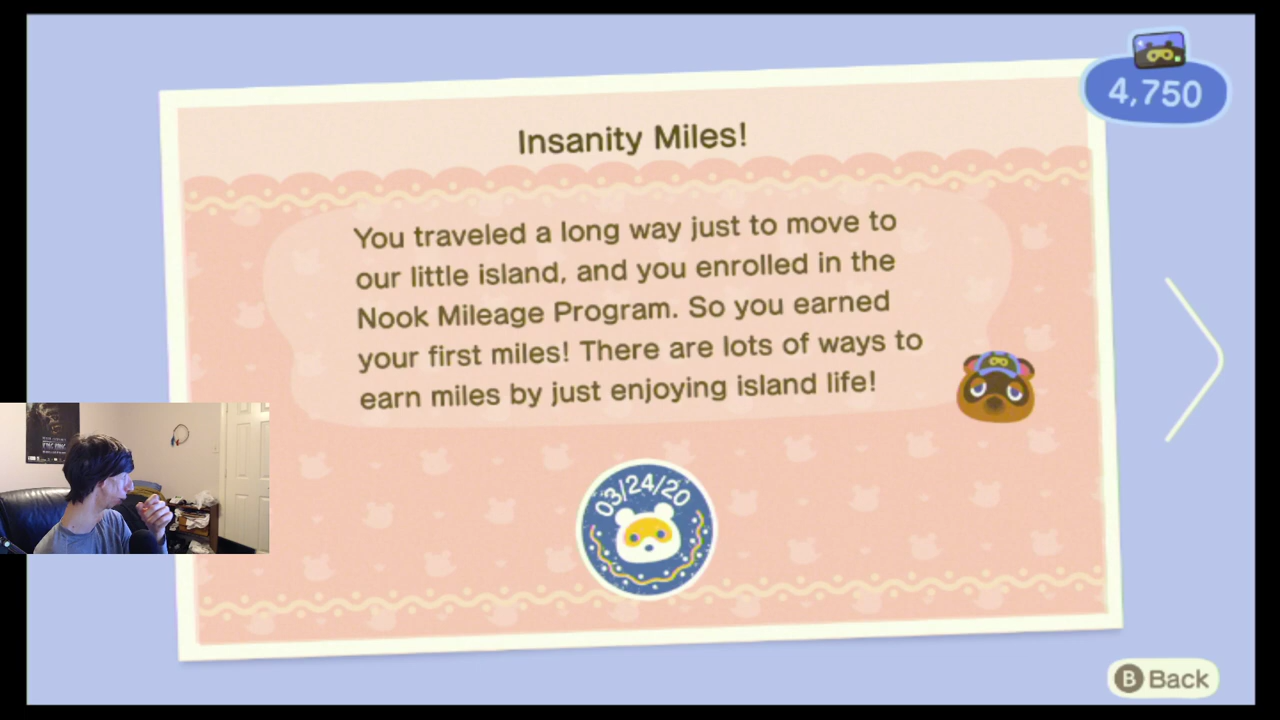 4,750
Insanity Miles!
You traveled a long way just to move to
our little island, and you enrolled in the
Nook Mileage Program. So you earned
your first miles! There are lots of ways to
earn miles by just enjoying island life!
03/24/20
B Back